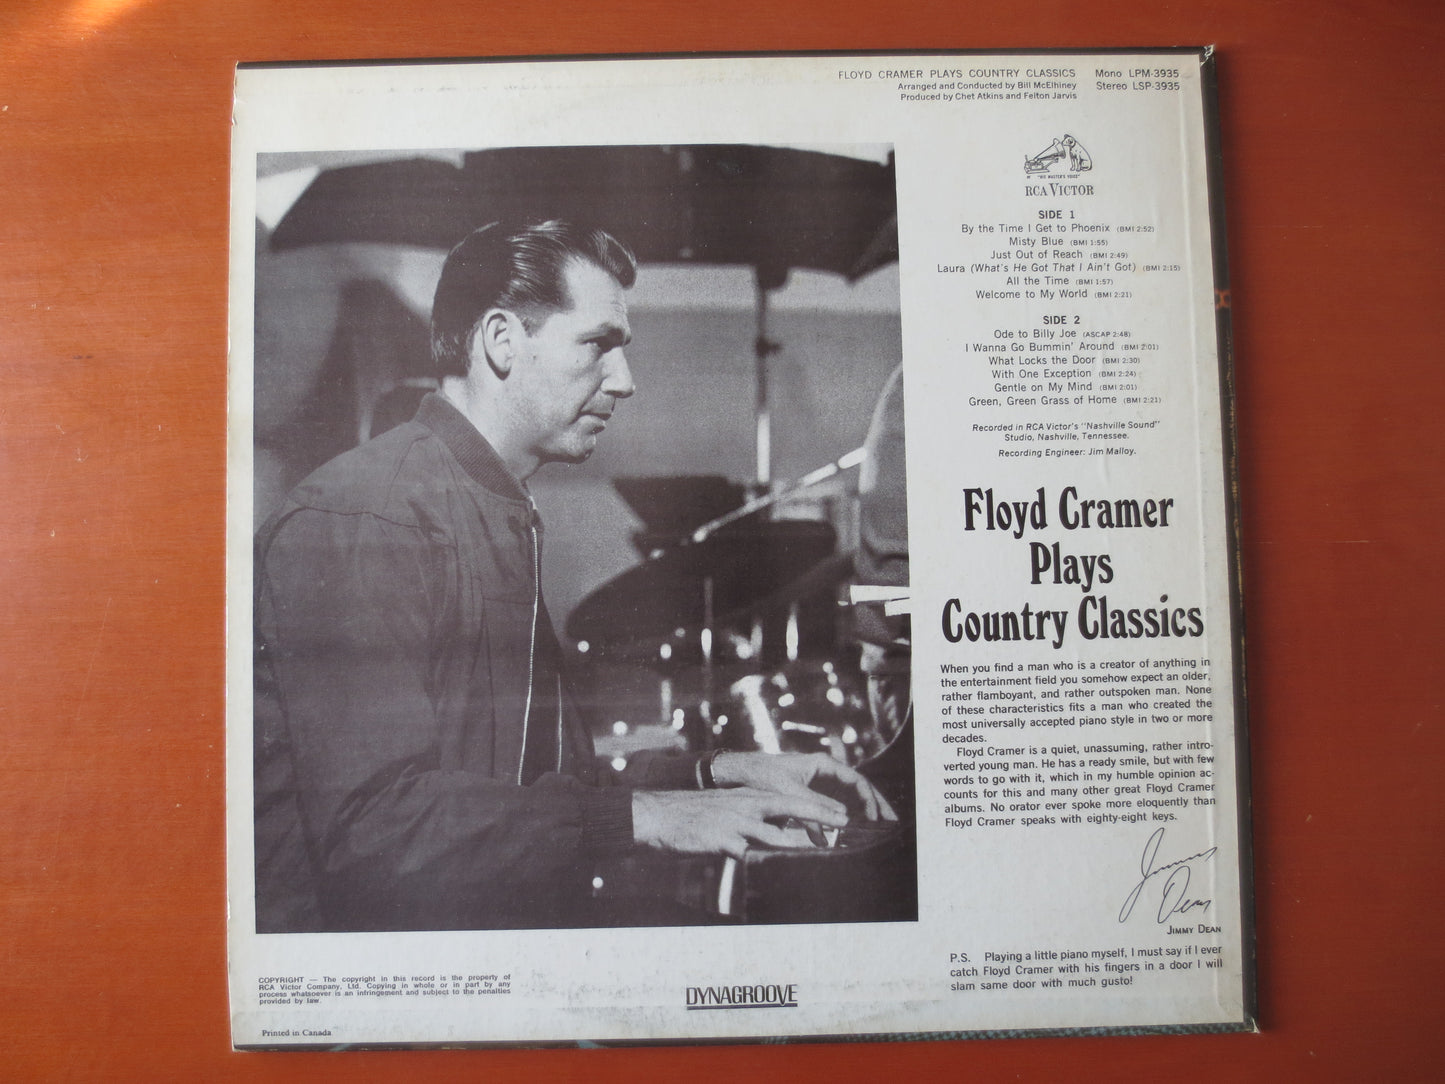 FLOYD CRAMER PLAYS COUNTRY CLASSICS
Arranged and Conducted by Bill McElhiney
Produced by Chet Atkins and Felton Jarvis
Mono LPM-3935
Stereo LSP-3935
"HIS MASTER'S VOICE"
RCA VICTOR
SIDE 1
By the Time I Get to Phoenix (BMI 2:52)
Misty Blue (BMI 1:55)
Just Out of Reach (BMI 2:49)
Laura (What's He Got That I Ain't Got) (BMI 2:15)
All the Time (BMI 1:57)
Welcome to My World (BMI 2:21)
SIDE 2
Ode to Billy Joe (ASCAP 2:48)
I Wanna Go Bummin' Around (BMI 2:01)
What Locks the Door (BMI 2:30)
With One Exception (BMI 2:24)
Gentle on My Mind (BMI 2:01)
Green, Green Grass of Home (BMI 2:21)
Recorded in RCA Victor's "Nashville Sound"
Studio, Nashville, Tennessee.
Recording Engineer: Jim Malloy.
Floyd Cramer
Plays
Country Classics
When you find a man who is a creator of anything in
the entertainment field you somehow expect an older,
rather flamboyant, and rather outspoken man. None
of these characteristics fits a man who created the
most universally accepted piano style in two or more
decades.
Floyd Cramer is a quiet, unassuming, rather intro-
verted young man. He has a ready smile, but with few
words to go with it, which in my humble opinion ac-
counts for this and many other great Floyd Cramer
albums. No orator ever spoke more eloquently than
Floyd Cramer speaks with eighty-eight keys.
Jimmy
Dean
JIMMY DEAN
P.S. Playing a little piano myself, I must say if I ever
catch Floyd Cramer with his fingers in a door I will
slam same door with much gusto!
COPYRIGHT — The copyright in this record is the property of
RCA Victor Company, Ltd. Copying in whole or in part by any
process whatsoever is an infringement and subject to the penalties
provided by law.
DYNAGROOVE
Printed in Canada